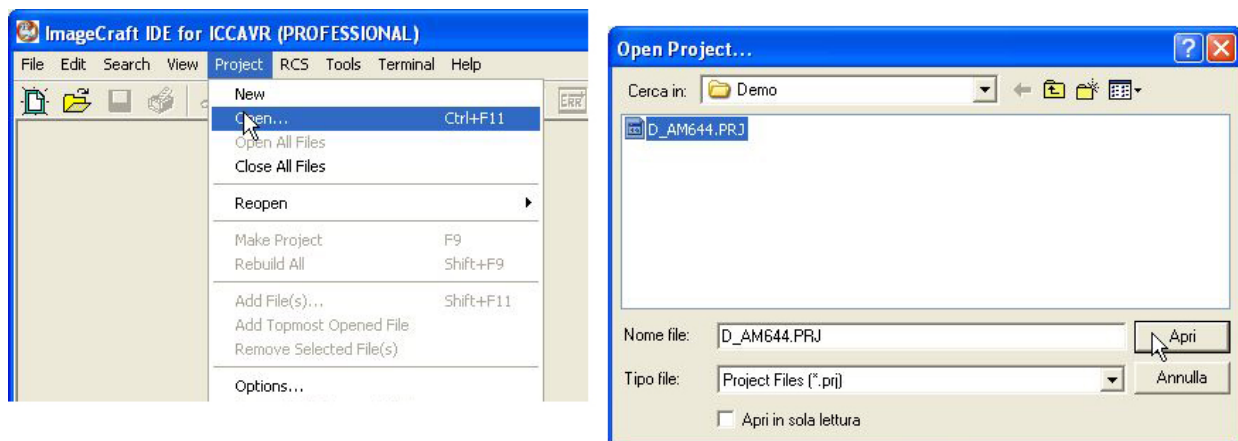 ImageCraft IDE for ICCAVR (PROFESSIONAL)
File Edit Search View Project RCS Tools Terminal Help
ERR
New
Open... Ctrl+F11
Open All Files
Close All Files
Reopen
Make Project F9
Rebuild All Shift+F9
Add File(s)... Shift+F11
Add Topmost Opened File
Remove Selected File(s)
Options...
Open Project...
Cerca in: Demo
D_AM644.PRJ
Nome file: D_AM644.PRJ Apri
Tipo file: Project Files (*.prj) Annulla
Apri in sola lettura